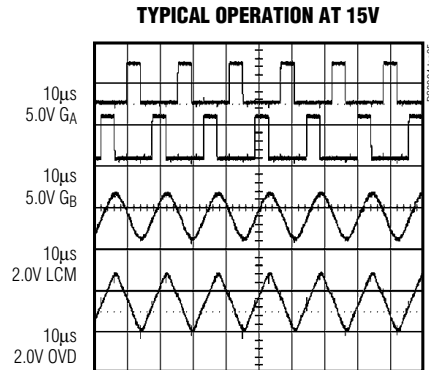 TYPICAL OPERATION AT 15V
10µs
5.0V GA
10µs
5.0V GB
10µs
2.0V LCM
10µs
2.0V OVD